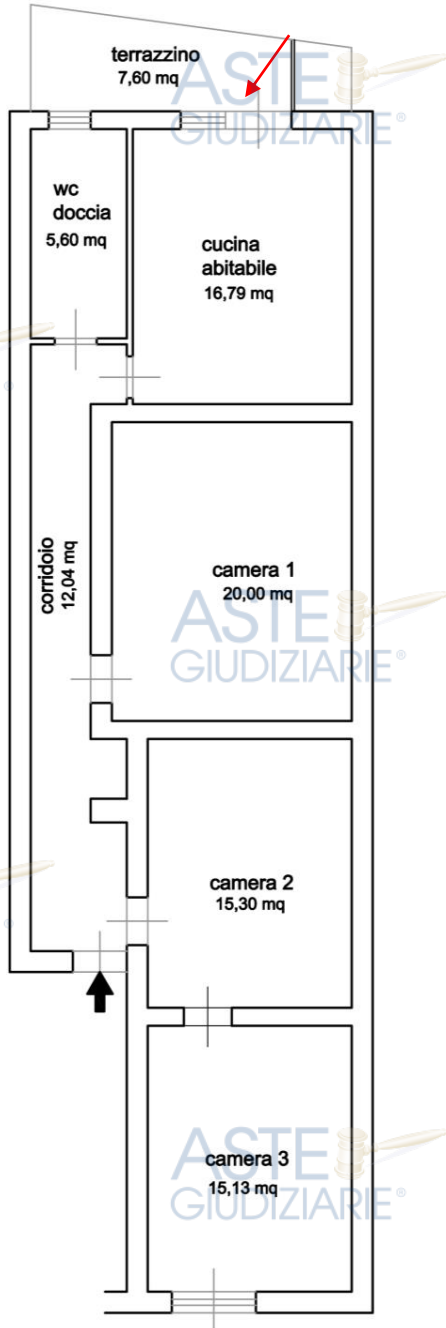 terrazzino
7,60 mq
ASTE
GIUDIZIARIE®
wc
doccia
5,60 mq
cucina
abitabile
16,79 mq
corridoio
12,04 mq
camera 1
20,00 mq
ASTE
GIUDIZIARIE®
camera 2
15,30 mq
camera 3
15,13 mq
ASTE
GIUDIZIARIE®